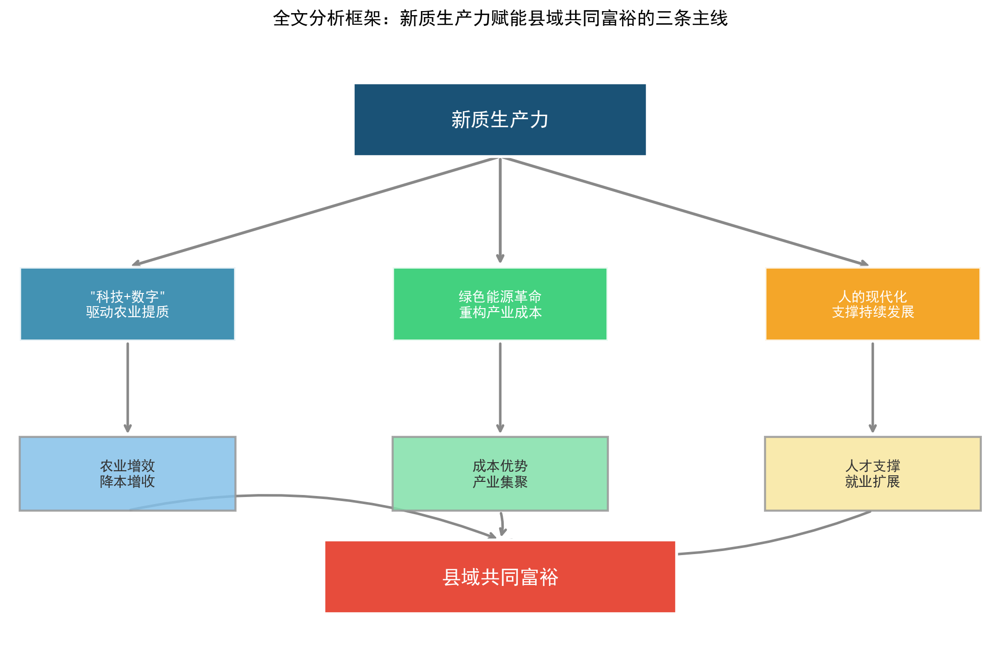 全文分析框架：新质生产力赋能县域共同富裕的三条主线
新质生产力
"科技+数字"
驱动农业提质
绿色能源革命
重构产业成本
人的现代化
支撑持续发展
农业增效
降本增收
成本优势
产业集聚
人才支撑
就业扩展
县域共同富裕